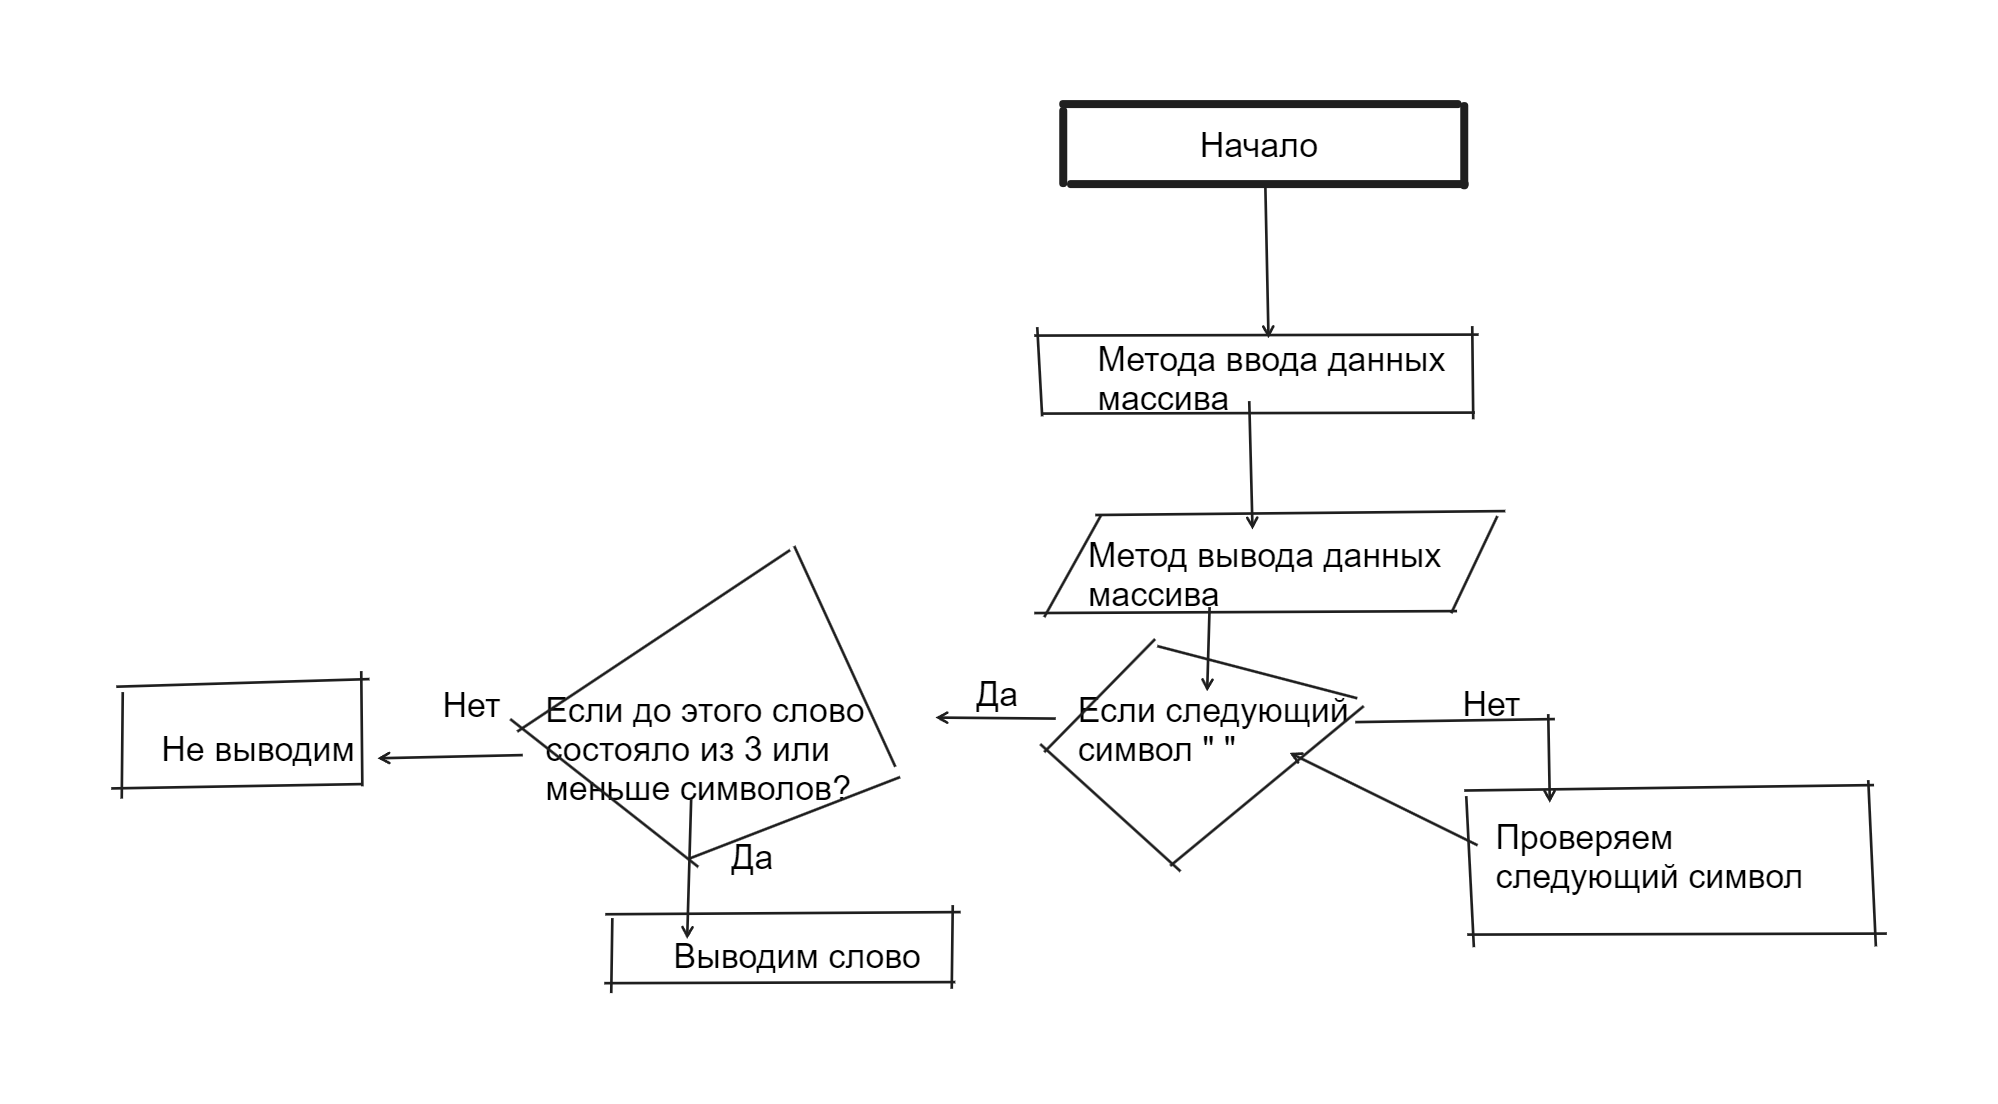 Начало
Метода ввода данных
массива
Метод вывода данных
массива
Если следующий
символ " "
Да
Нет
Проверяем
следующий символ
Если до этого слово
состояло из 3 или
меньше символов?
Нет
Не выводим
Да
Выводим слово